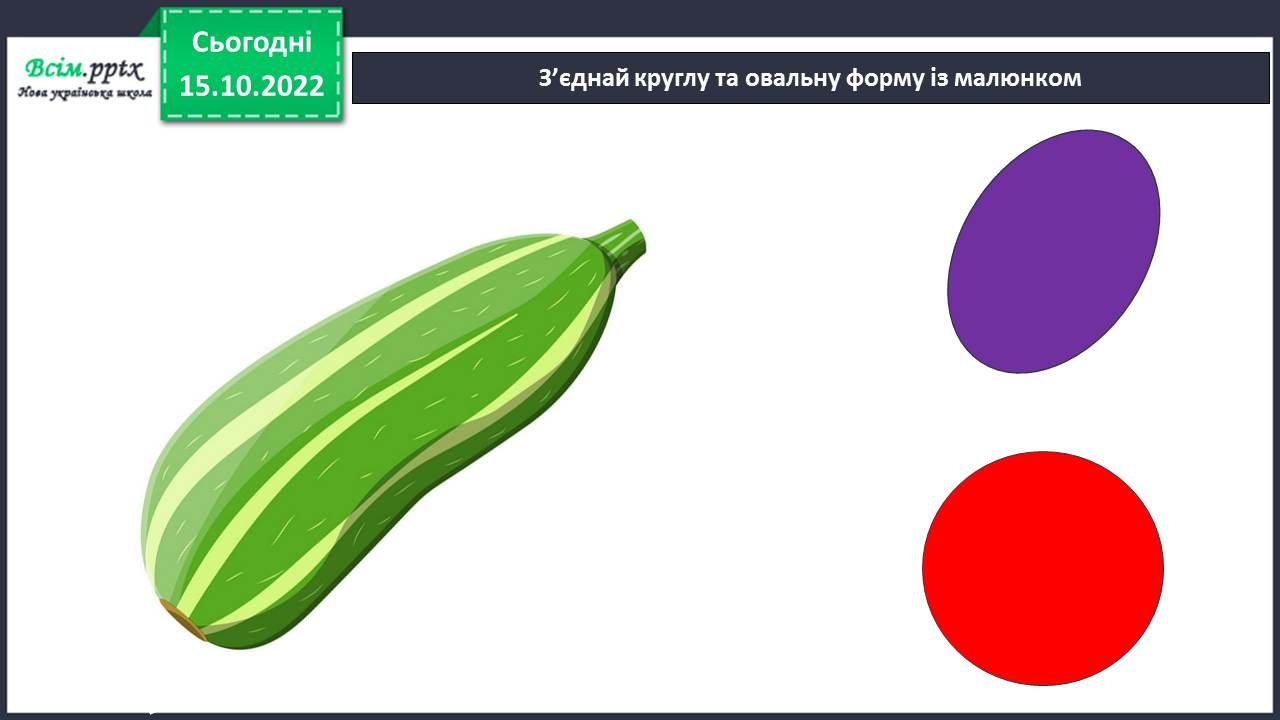 Всім.pptx
Нова українська школа
Сьогодні
15.10.2022
З’єднай круглу та овальну форму із малюнком